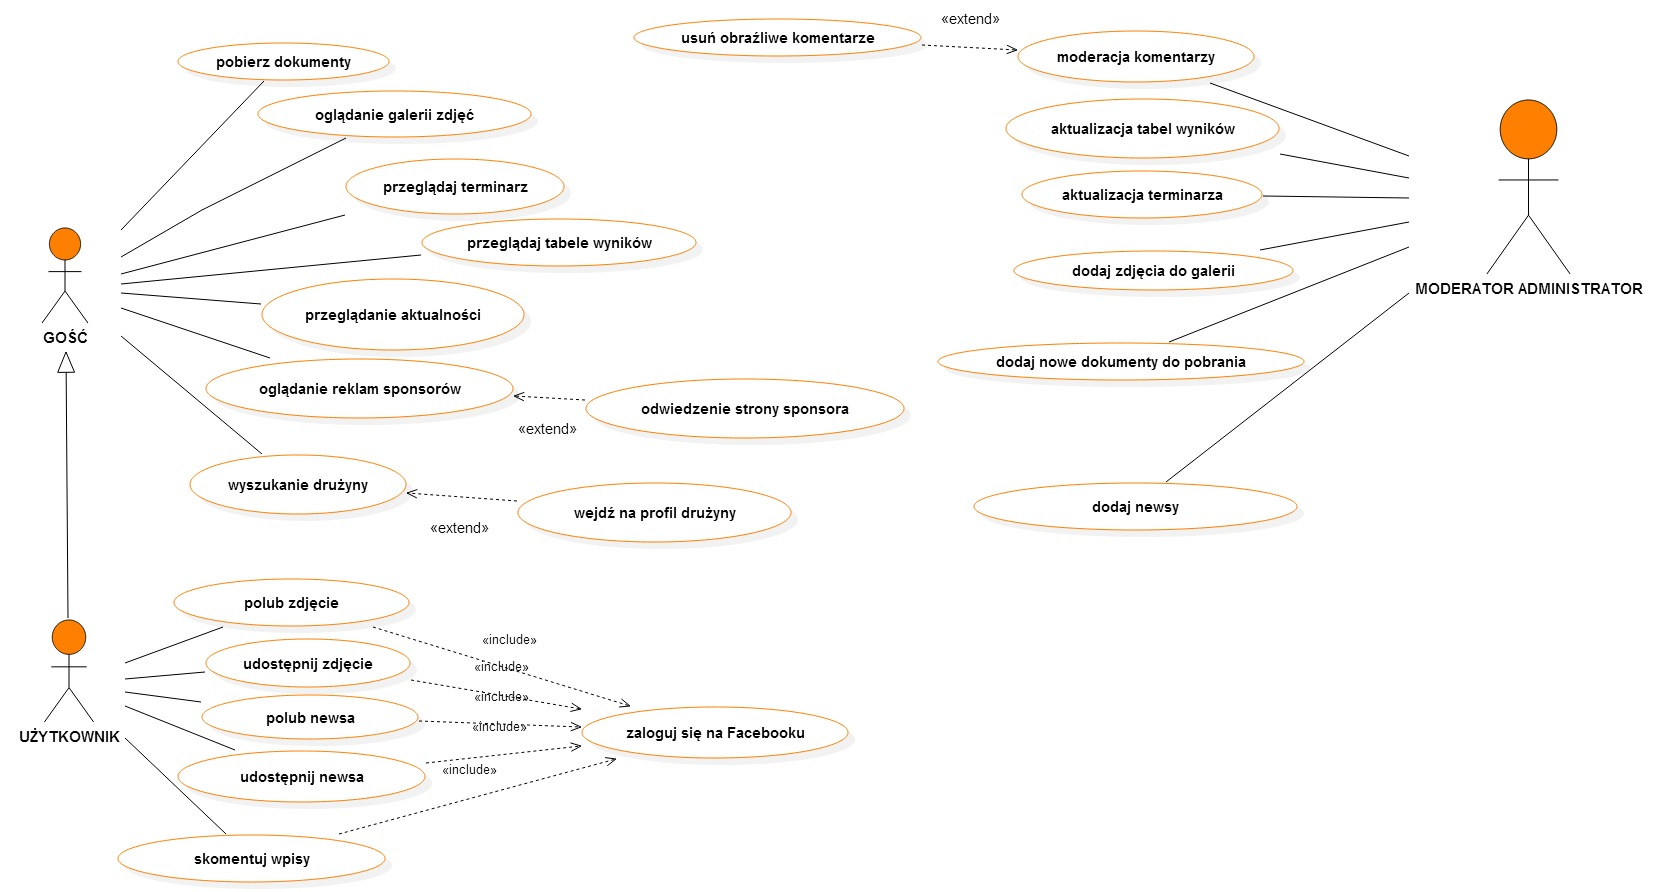 «extend»
usuń obraźliwe komentarze
moderacja komentarzy
pobierz dokumenty
oglądanie galerii zdjęć
aktualizacja tabel wyników
przeglądaj terminarz
aktualizacja terminarza
przeglądaj tabele wyników
dodaj zdjęcia do galerii
MODERATOR ADMINISTRATOR
przeglądanie aktualności
GOŚĆ
dodaj nowe dokumenty do pobrania
oglądanie reklam sponsorów
odwiedzenie strony sponsora
«extend»
wyszukanie drużyny
dodaj newsy
wejdź na profil drużyny
«extend»
polub zdjęcie
«include»
udostępnij zdjęcie
«include»
«include»
polub newsa
«include»
zaloguj się na Facebooku
UŻYTKOWNIK
«include»
udostępnij newsa
skomentuj wpisy